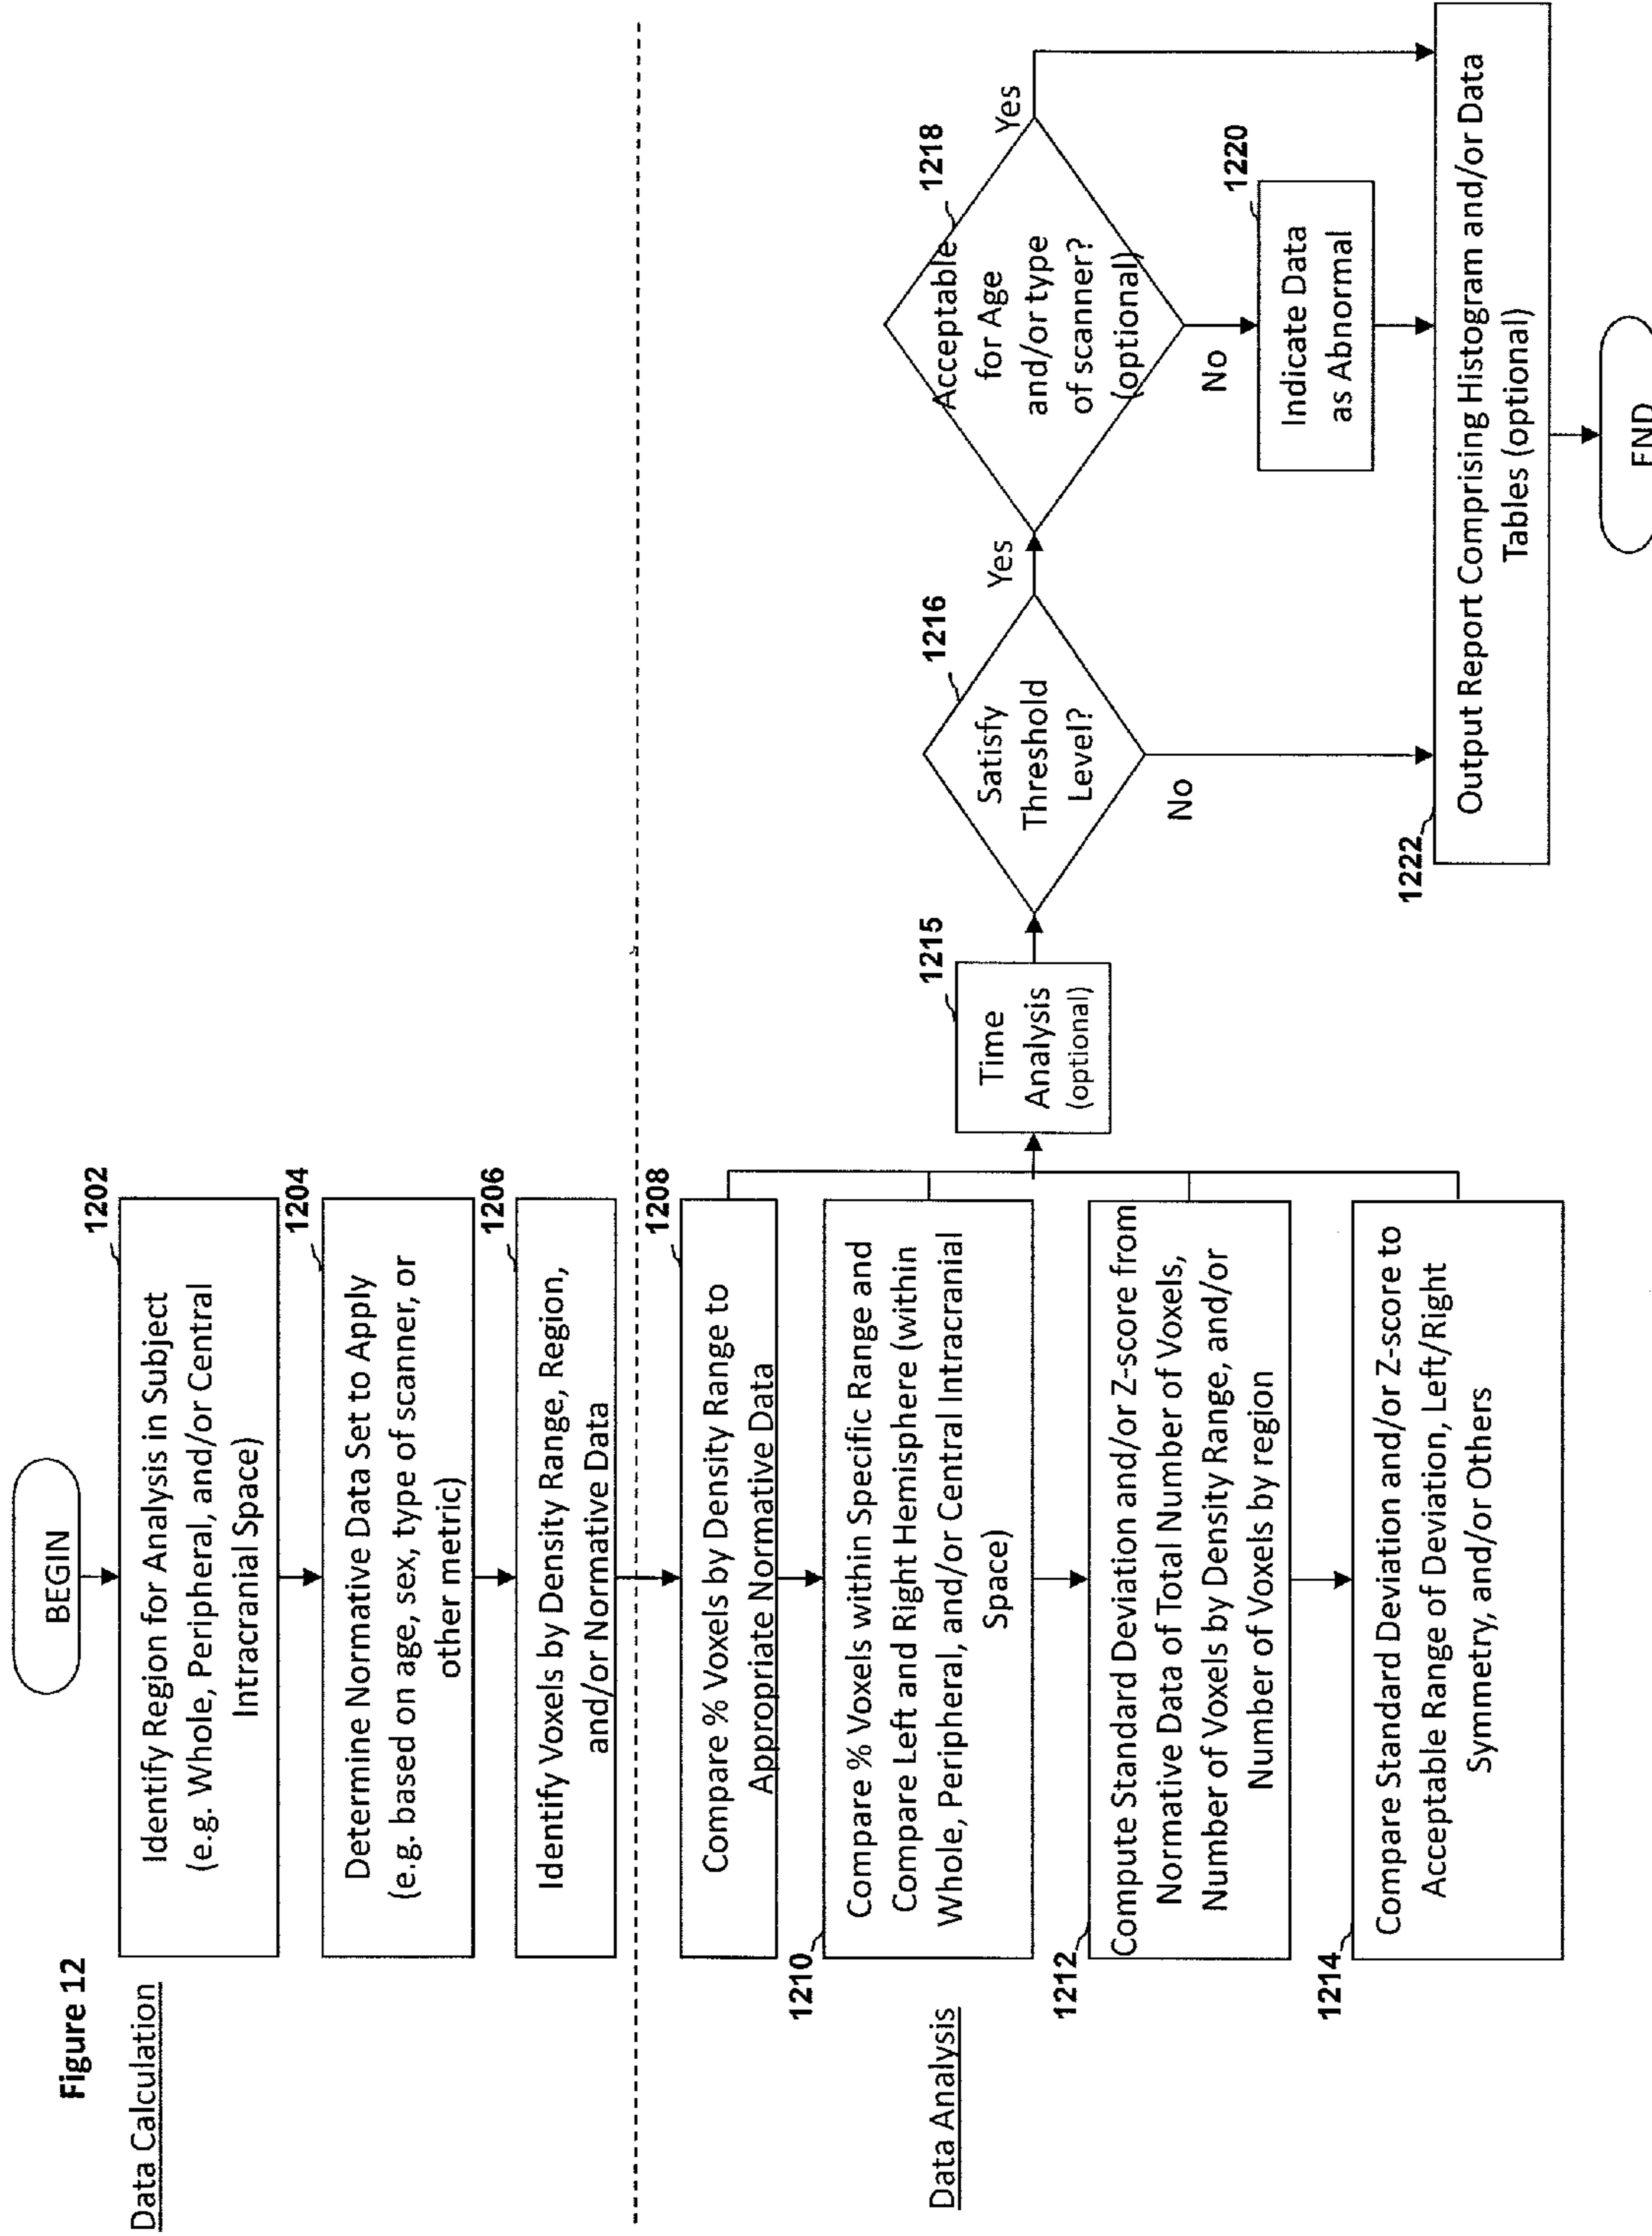 Figure 12
Data Calculation
BEGIN
1202
Identify Region for Analysis in Subject
(e.g. Whole, Peripheral, and/or Central
Intracranial Space)
1204
Determine Normative Data Set to Apply
(e.g. based on age, sex, type of scanner, or
other metric)
1206
Identify Voxels by Density Range, Region,
and/or Normative Data
Data Analysis
1208
Compare % Voxels by Density Range to
Appropriate Normative Data
1210
Compare % Voxels within Specific Range and
Compare Left and Right Hemisphere (within
Whole, Peripheral, and/or Central Intracranial
Space)
1212
Compute Standard Deviation and/or Z-score from
Normative Data of Total Number of Voxels,
Number of Voxels by Density Range, and/or
Number of Voxels by region
1214
Compare Standard Deviation and/or Z-score to
Acceptable Range of Deviation, Left/Right
Symmetry, and/or Others
1215
Time
Analysis
(optional)
1216
Satisfy
Threshold
Level?
Yes
No
1218
Acceptable
for Age
and/or type
of scanner?
(optional)
Yes
No
1220
Indicate Data
as Abnormal
1222
Output Report Comprising Histogram and/or Data
Tables (optional)
END